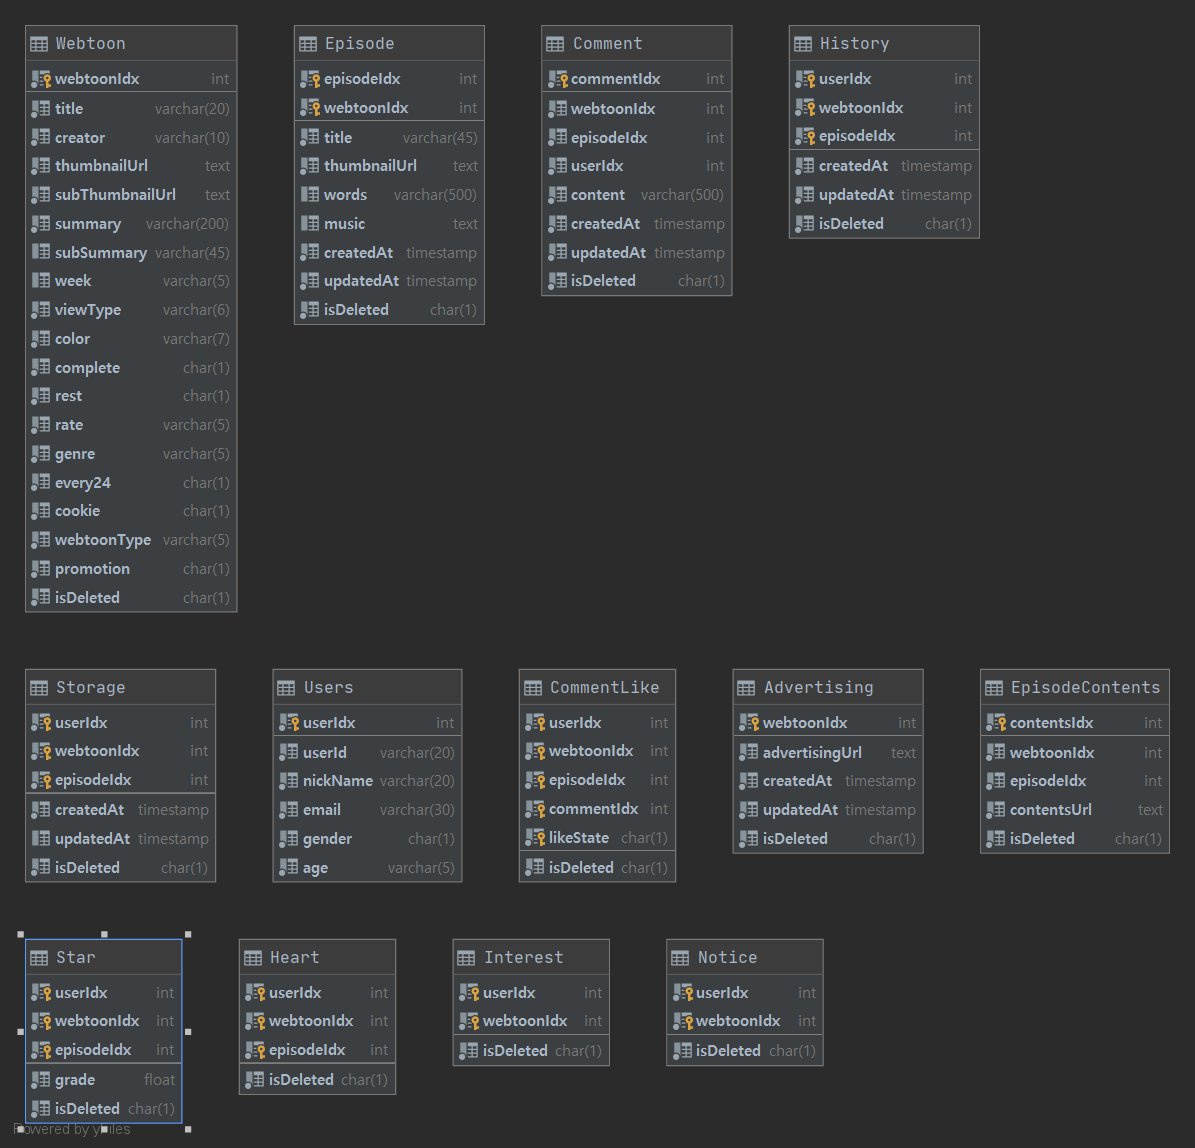 Webtoon
webtoonIdx int
title varchar(20)
creator varchar(10)
thumbnailUrl text
subThumbnailUrl text
summary varchar(200)
subSummary varchar(45)
week varchar(5)
viewType varchar(6)
color varchar(7)
complete char(1)
rest char(1)
rate varchar(5)
genre varchar(5)
every24 char(1)
cookie char(1)
webtoonType varchar(5)
promotion char(1)
isDeleted char(1)
Episode
episodeIdx int
webtoonIdx int
title varchar(45)
thumbnailUrl text
words varchar(500)
music text
createdAt timestamp
updatedAt timestamp
isDeleted char(1)
Comment
commentIdx int
webtoonIdx int
episodeIdx int
userIdx int
content varchar(500)
createdAt timestamp
updatedAt timestamp
isDeleted char(1)
History
userIdx int
webtoonIdx int
episodeIdx int
createdAt timestamp
updatedAt timestamp
isDeleted char(1)
Storage
userIdx int
webtoonIdx int
episodeIdx int
createdAt timestamp
updatedAt timestamp
isDeleted char(1)
Users
userIdx int
userId varchar(20)
nickName varchar(20)
email varchar(30)
gender char(1)
age varchar(5)
CommentLike
userIdx int
webtoonIdx int
episodeIdx int
commentIdx int
likeState char(1)
isDeleted char(1)
Advertising
webtoonIdx int
advertisingUrl text
createdAt timestamp
updatedAt timestamp
isDeleted char(1)
EpisodeContents
contentsIdx int
webtoonIdx int
episodeIdx int
contentsUrl text
isDeleted char(1)
Star
userIdx int
webtoonIdx int
episodeIdx int
grade float
isDeleted char(1)
Heart
userIdx int
webtoonIdx int
episodeIdx int
isDeleted char(1)
Interest
userIdx int
webtoonIdx int
isDeleted char(1)
Notice
userIdx int
webtoonIdx int
isDeleted char(1)
Powered by